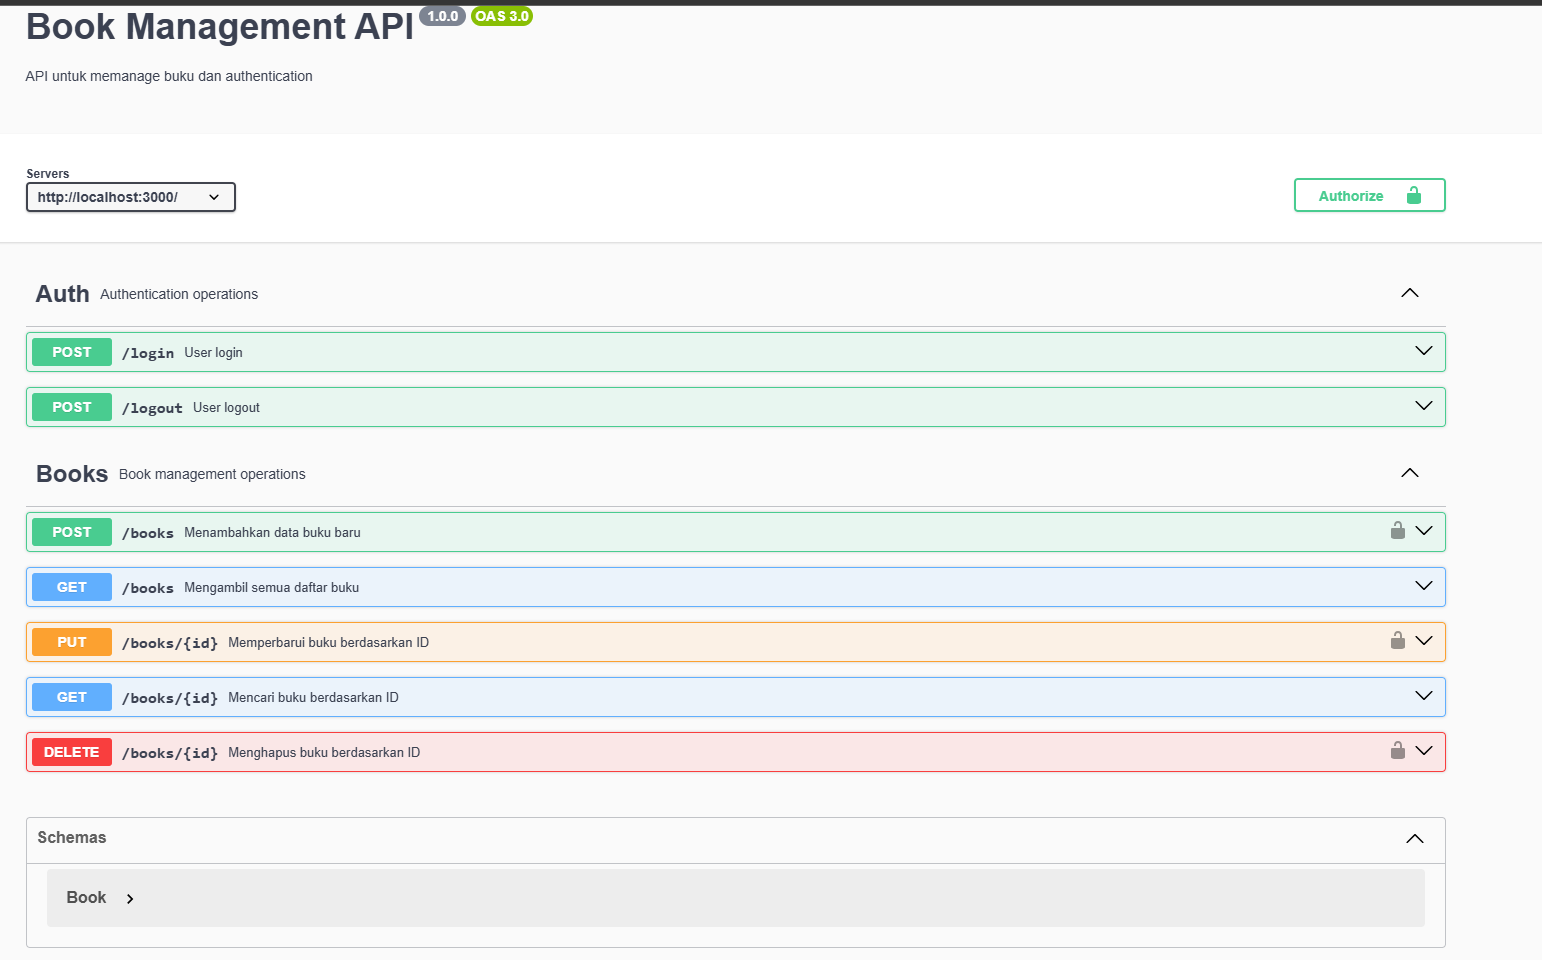 Book Management API 1.0.0 OAS 3.0
API untuk memanage buku dan authentication
Servers
http://localhost:3000/
Authorize
Auth Authentication operations
POST /login User login
POST /logout User logout
Books Book management operations
POST /books Menambahkan data buku baru
GET /books Mengambil semua daftar buku
PUT /books/{id} Memperbarui buku berdasarkan ID
GET /books/{id} Mencari buku berdasarkan ID
DELETE /books/{id} Menghapus buku berdasarkan ID
Schemas
Book